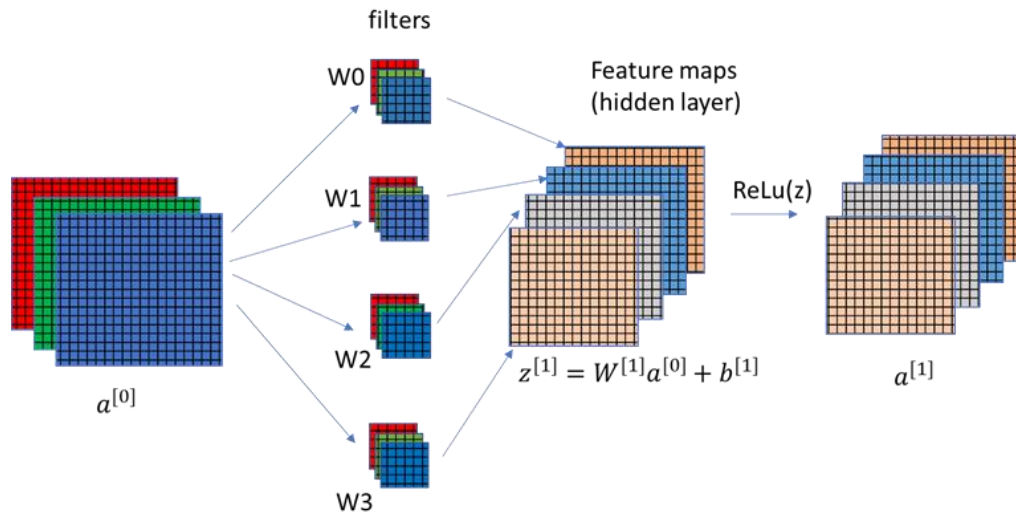 filters
W0
Feature maps
(hidden layer)
W1
ReLu(z)
W2
z^{[1]} = W^{[1]}a^{[0]} + b^{[1]}
a^{[1]}
a^{[0]}
W3